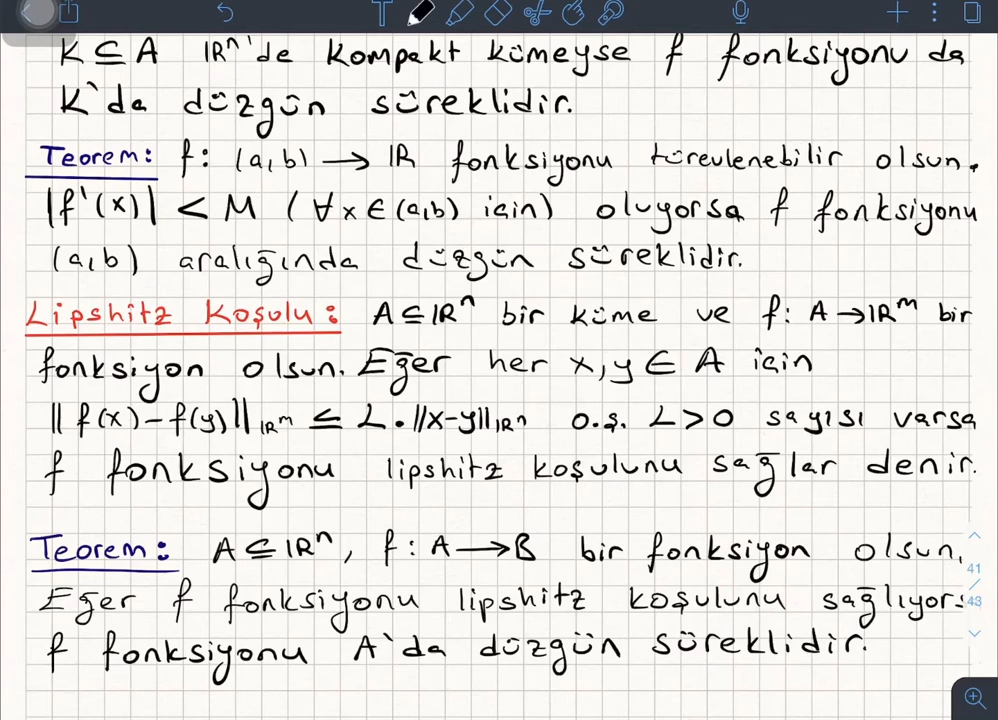 K ⊆ A ℝⁿ'de kompakt kümeyse f fonksiyonu da
K'da düzgün süreklidir.
Teorem: f: (a,b) → ℝ fonksiyonu türevlenebilir olsun.
|f'(x)| < M (∀x∈(a,b) için) oluyorsa f fonksiyonu
(a,b) aralığında düzgün süreklidir.
Lipshitz Koşulu: A⊆ℝⁿ bir küme ve f: A→ℝᵐ bir
fonksiyon olsun. Eğer her x,y ∈ A için
||f(x)-f(y)||ℝᵐ ≤ L.||x-y||ℝⁿ o.ş. L>0 sayısı varsa
f fonksiyonu lipshitz koşulunu sağlar denir.
Teorem: A⊆ℝⁿ, f: A→B bir fonksiyon olsun.
41
Eğer f fonksiyonu lipshitz koşulunu
43
f fonksiyonu A'da düzgün süreklidir.